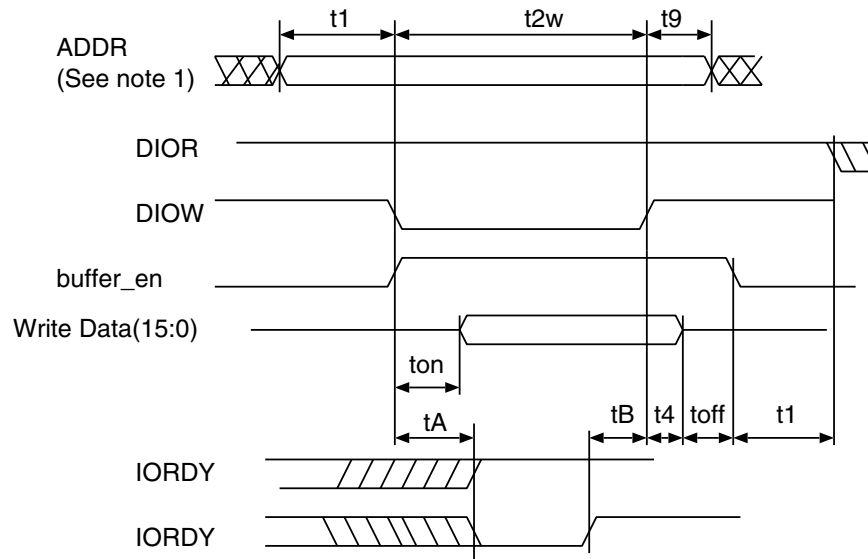 t1 t2w t9
ADDR
(See note 1)
DIOR
DIOW
buffer_en
Write Data(15:0)
ton
tA tB t4 toff t1
IORDY
IORDY